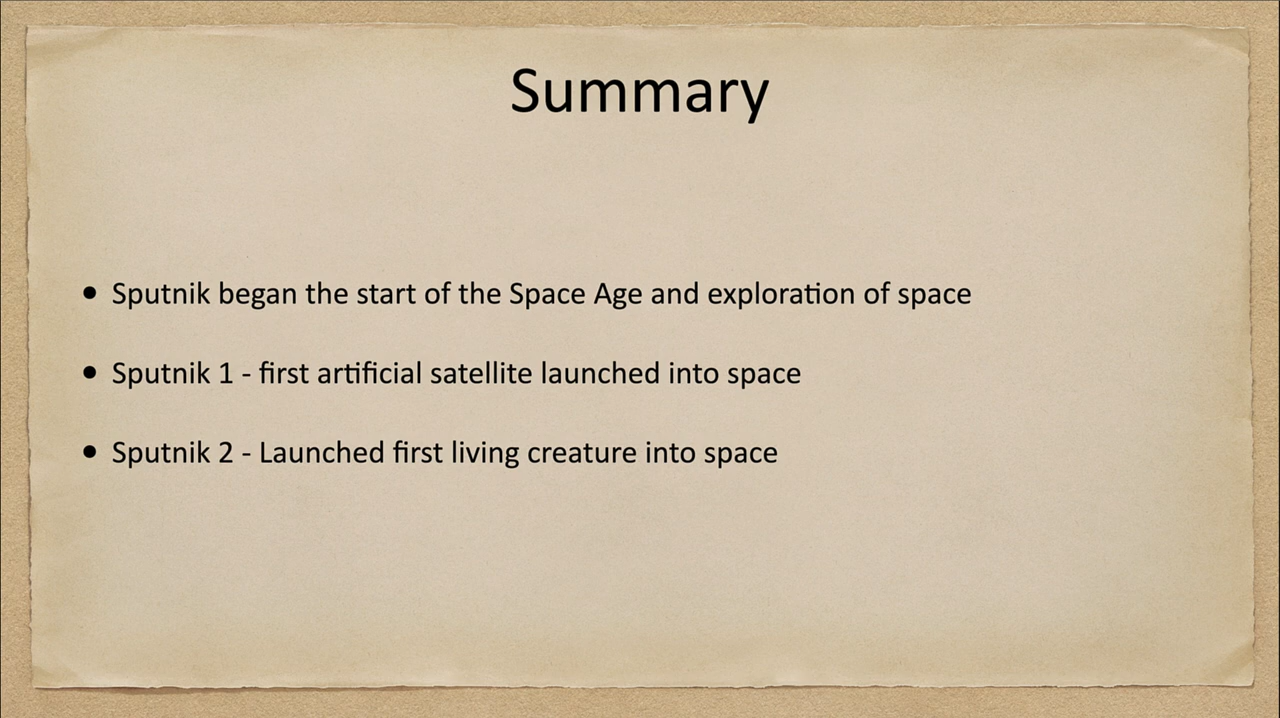 Summary
• Sputnik began the start of the Space Age and exploration of space
• Sputnik 1 - first artificial satellite launched into space
• Sputnik 2 - Launched first living creature into space